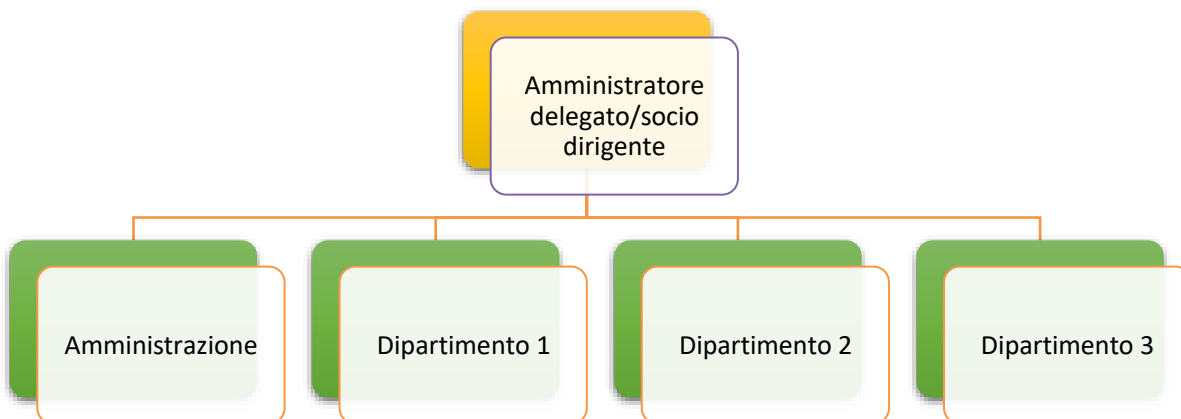 Amministratore
delegato/socio
dirigente
Amministrazione
Dipartimento 1
Dipartimento 2
Dipartimento 3